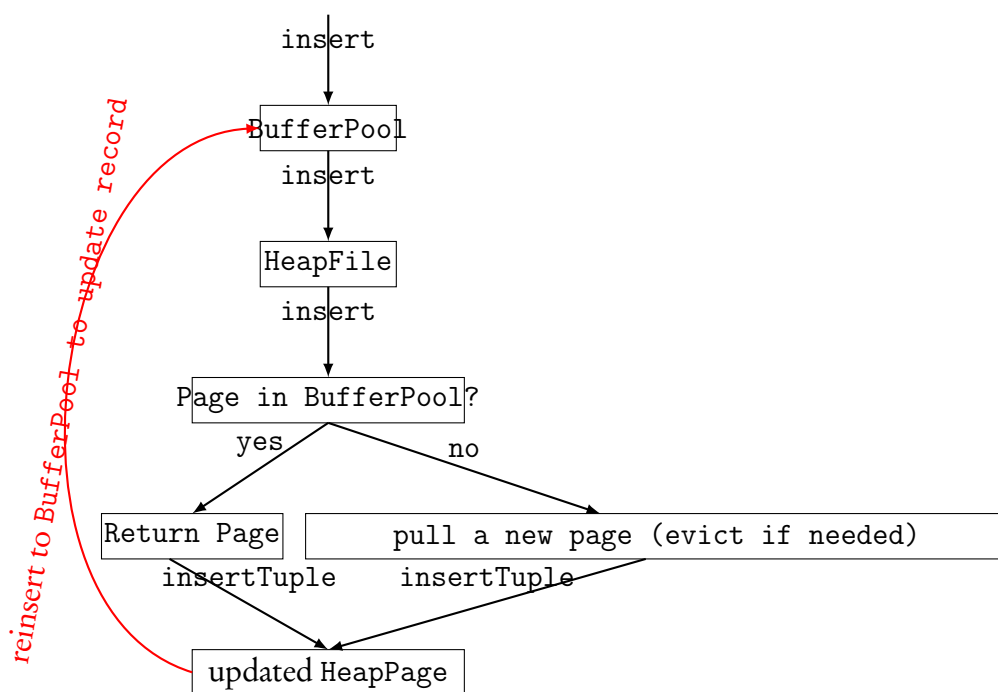 insert
BufferPool
insert
HeapFile
insert
Page in BufferPool?
yes
no
Return Page
pull a new page (evict if needed)
insertTuple
insertTuple
updated HeapPage
reinsert to BufferPool to update record